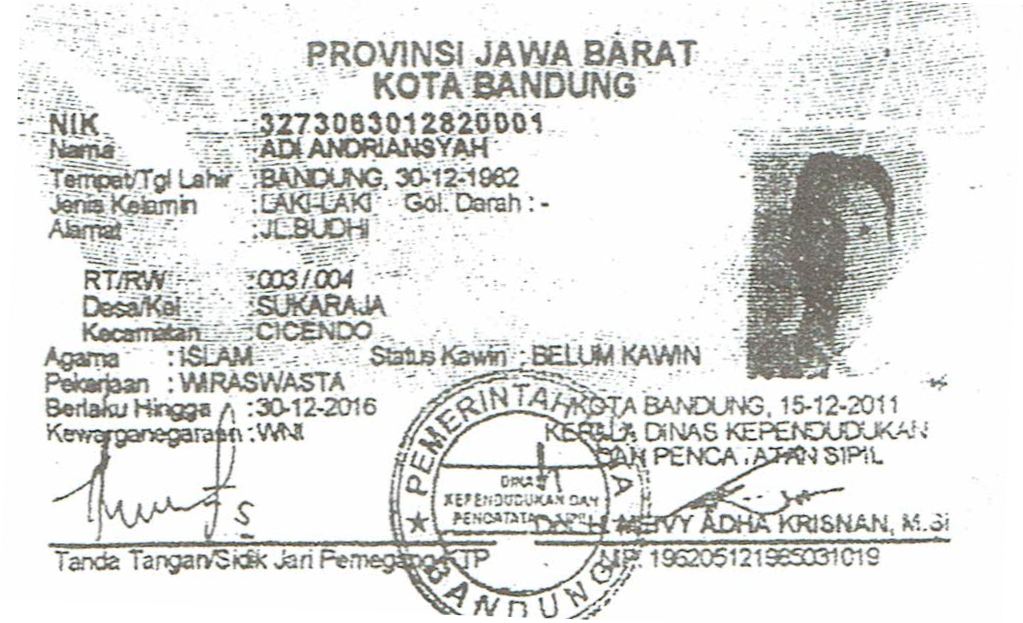 PROVINSI JAWA BARAT
KOTA BANDUNG
NIK : 3273063012820001
Nama : ADI ANDRIANSYAH
Tempat/Tgl Lahir : BANDUNG, 30-12-1982
Jenis Kelamin : LAKI-LAKI Gol. Darah : -
Alamat : JL.BUDHI
RT/RW : 003 / 004
Desa/Kel : SUKARAJA
Kecamatan : CICENDO
Agama : ISLAM Status Kawin : BELUM KAWIN
Pekerjaan : WIRASWASTA
Berlaku Hingga : 30-12-2016
Kewarganegaraan : WNI
KOTA BANDUNG, 15-12-2011
KEPALA DINAS KEPENDUDUKAN
DAN PENCATATAN SIPIL
PEMERINTAH KOTA
DINAS
KEPENDUDUKAN DAN
PENCATATAN SIPIL
BANDUNG
MEIVY ADHA KRISNAN, M.Si
Tanda Tangan/Sidik Jari Pemegang KTP
NIP. 196205121985031019